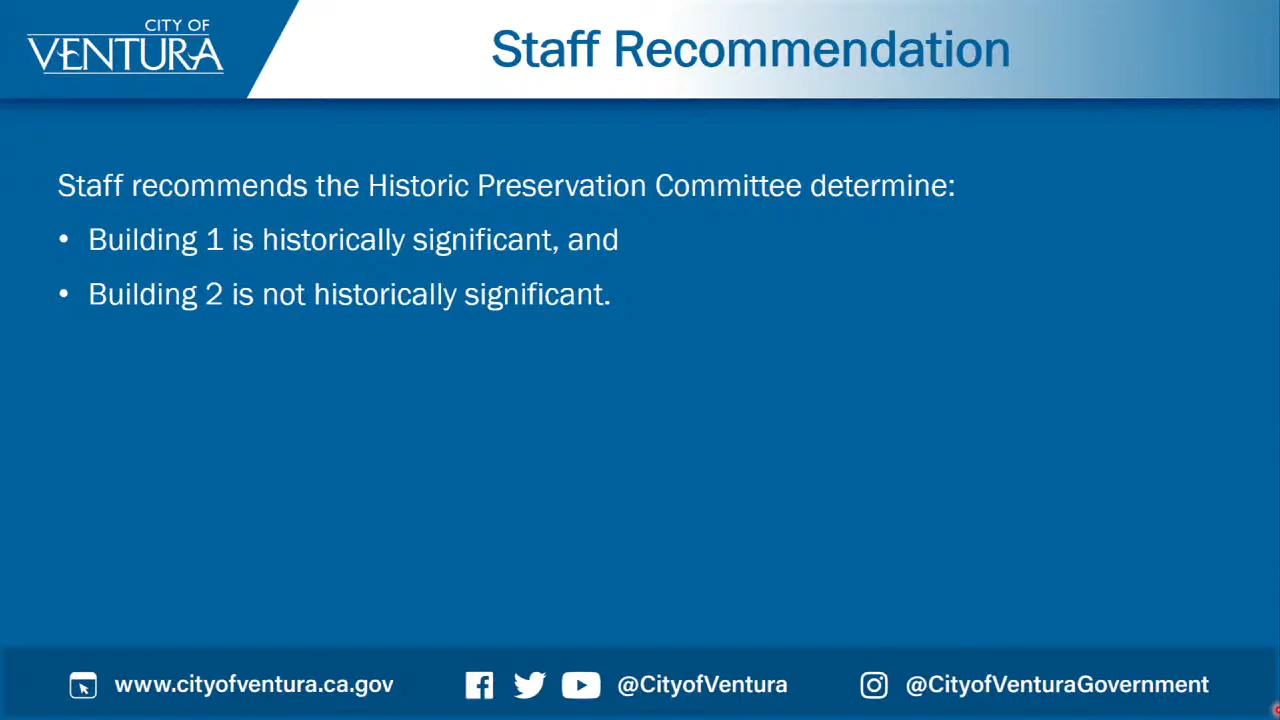 CITY OF
VENTURA
Staff Recommendation
Staff recommends the Historic Preservation Committee determine:
• Building 1 is historically significant, and
• Building 2 is not historically significant.
www.cityofventura.ca.gov
@CityofVentura
@CityofVenturaGovernment